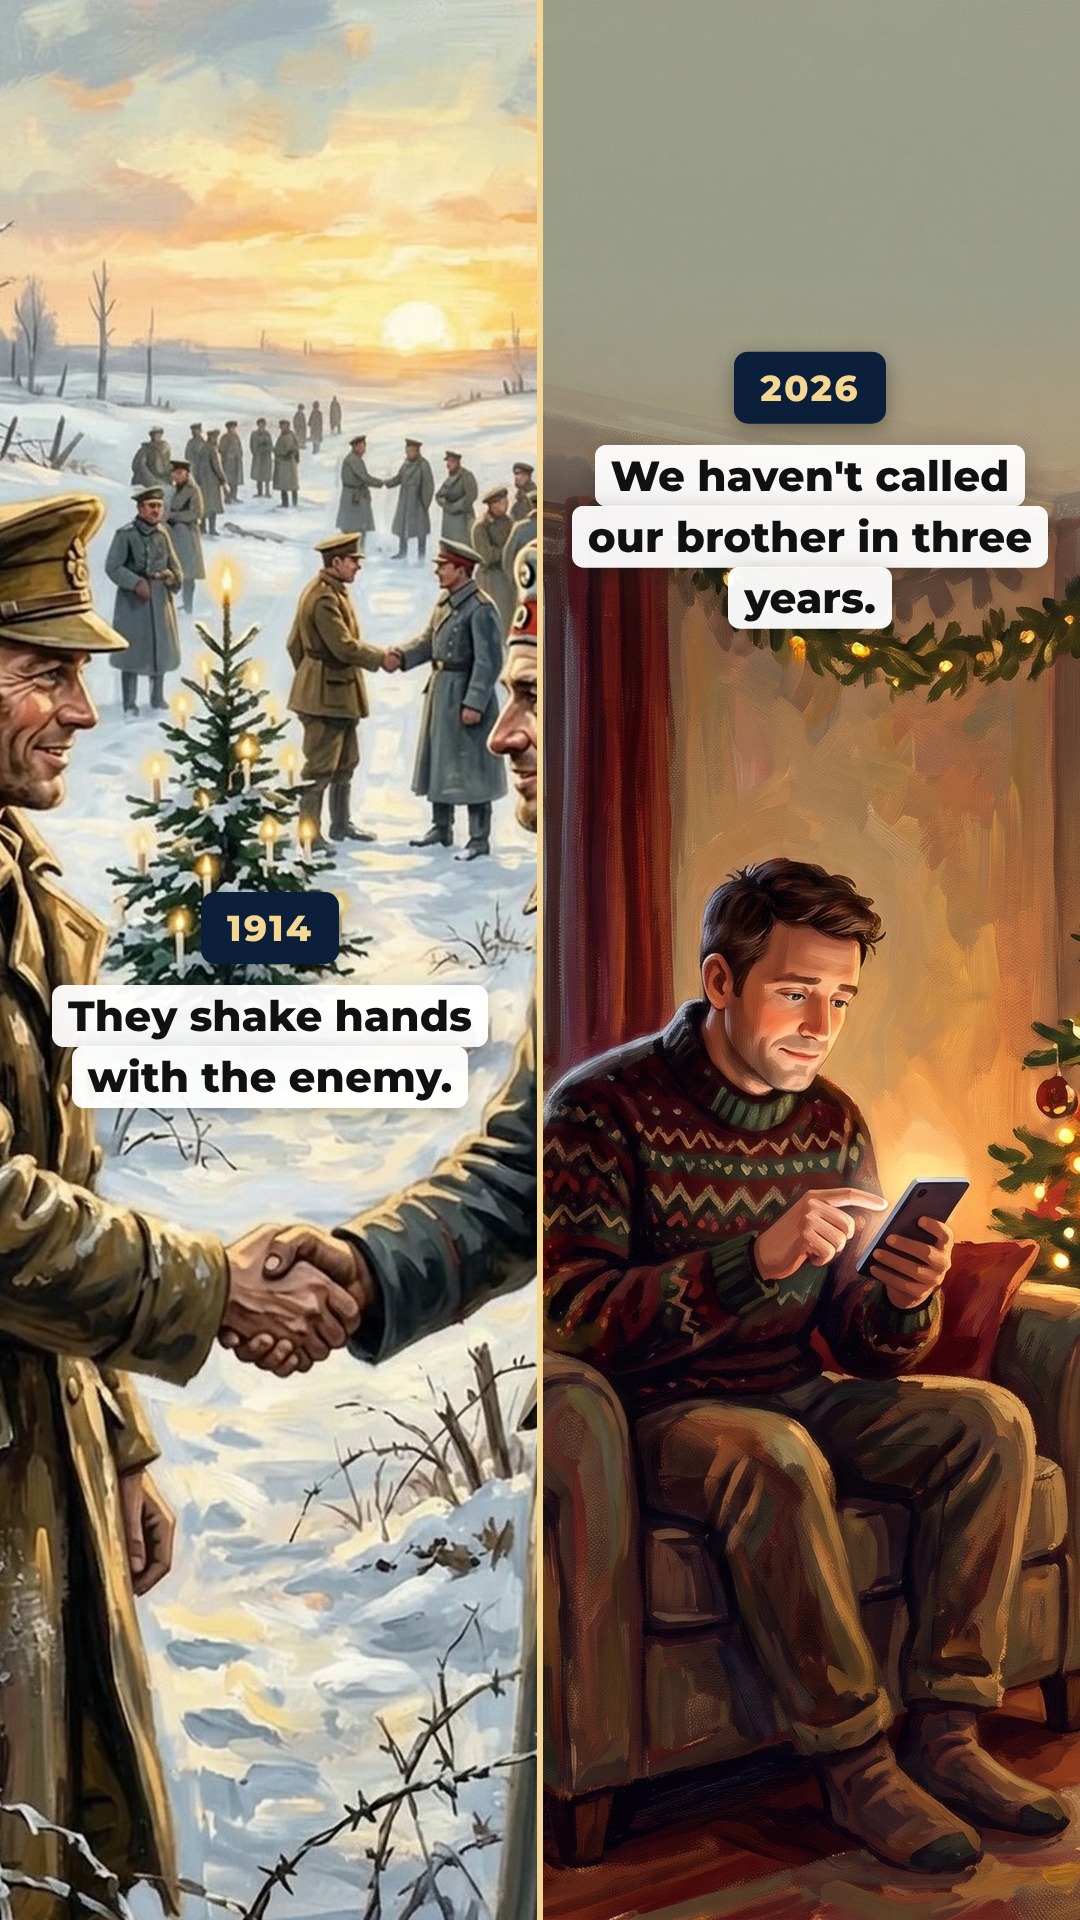 1914
They shake hands
with the enemy.
2026
We haven't called
our brother in three
years.